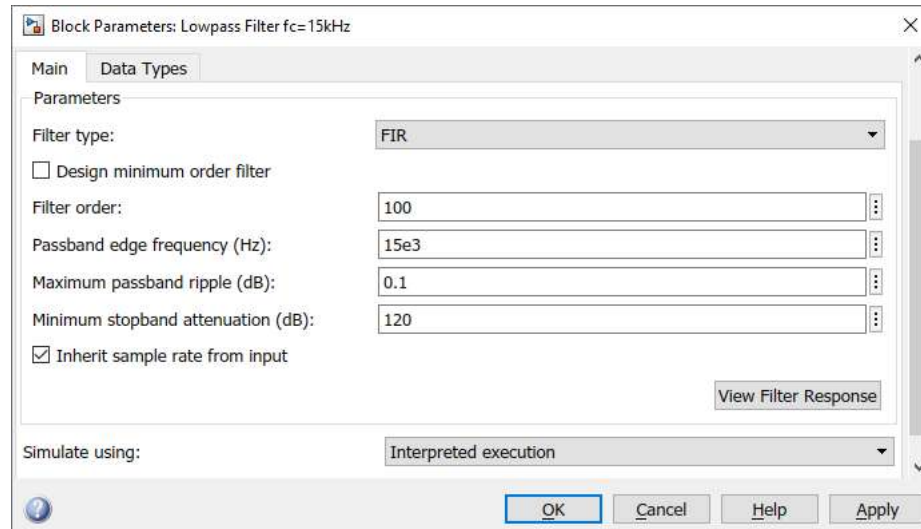 Block Parameters: Lowpass Filter fc=15kHz
Main Data Types
Parameters
Filter type: FIR
Design minimum order filter
Filter order: 100
Passband edge frequency (Hz): 15e3
Maximum passband ripple (dB): 0.1
Minimum stopband attenuation (dB): 120
Inherit sample rate from input
View Filter Response
Simulate using: Interpreted execution
OK Cancel Help Apply